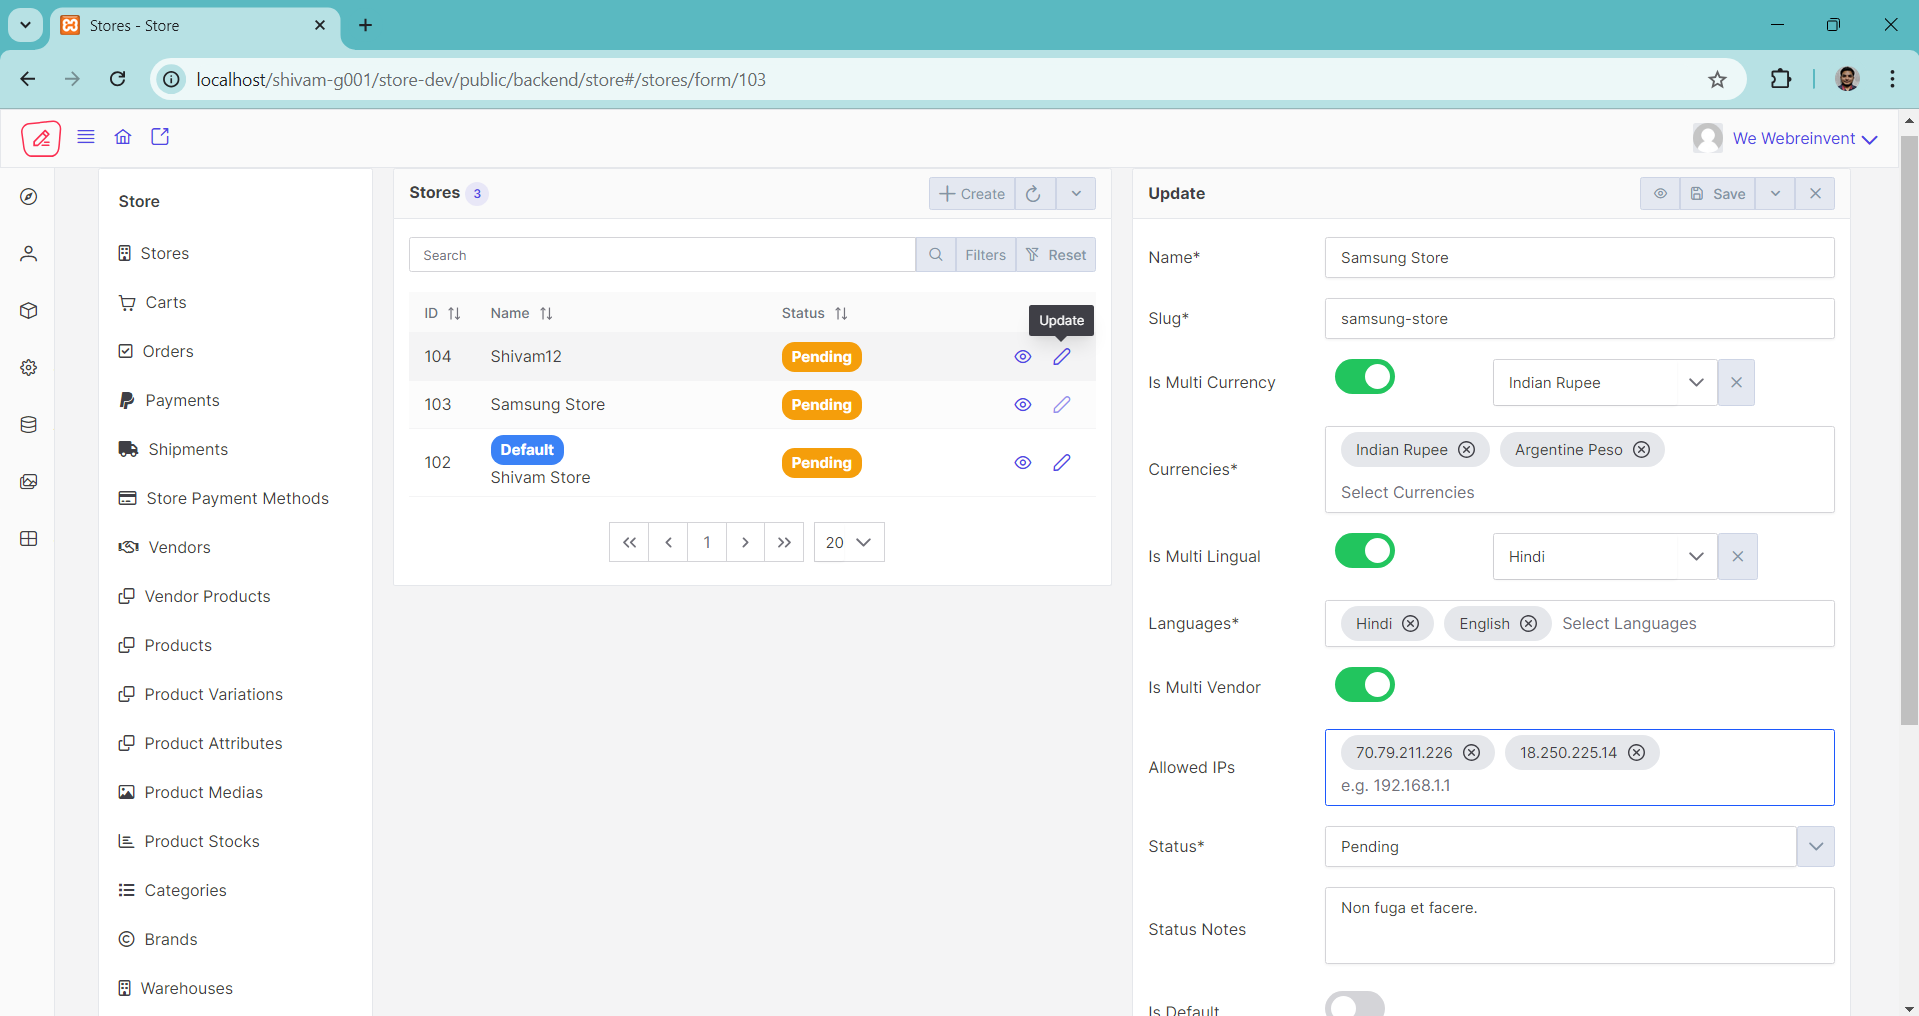 Stores - Store
localhost/shivam-g001/store-dev/public/backend/store#/stores/form/103
We Webreinvent
Store
Stores
Carts
Orders
Payments
Shipments
Store Payment Methods
Vendors
Vendor Products
Products
Product Variations
Product Attributes
Product Medias
Product Stocks
Categories
Brands
Warehouses
Stores 3
Create
Search
Filters
Reset
ID Name Status
Update
104 Shivam12 Pending
103 Samsung Store Pending
102 Default Shivam Store Pending
1
20
Update
Save
Name* Samsung Store
Slug* samsung-store
Is Multi Currency Indian Rupee
Currencies* Indian Rupee Argentine Peso
Select Currencies
Is Multi Lingual Hindi
Languages* Hindi English Select Languages
Is Multi Vendor
Allowed IPs 70.79.211.226 18.250.225.14
e.g. 192.168.1.1
Status* Pending
Status Notes Non fuga et facere.
Is Default